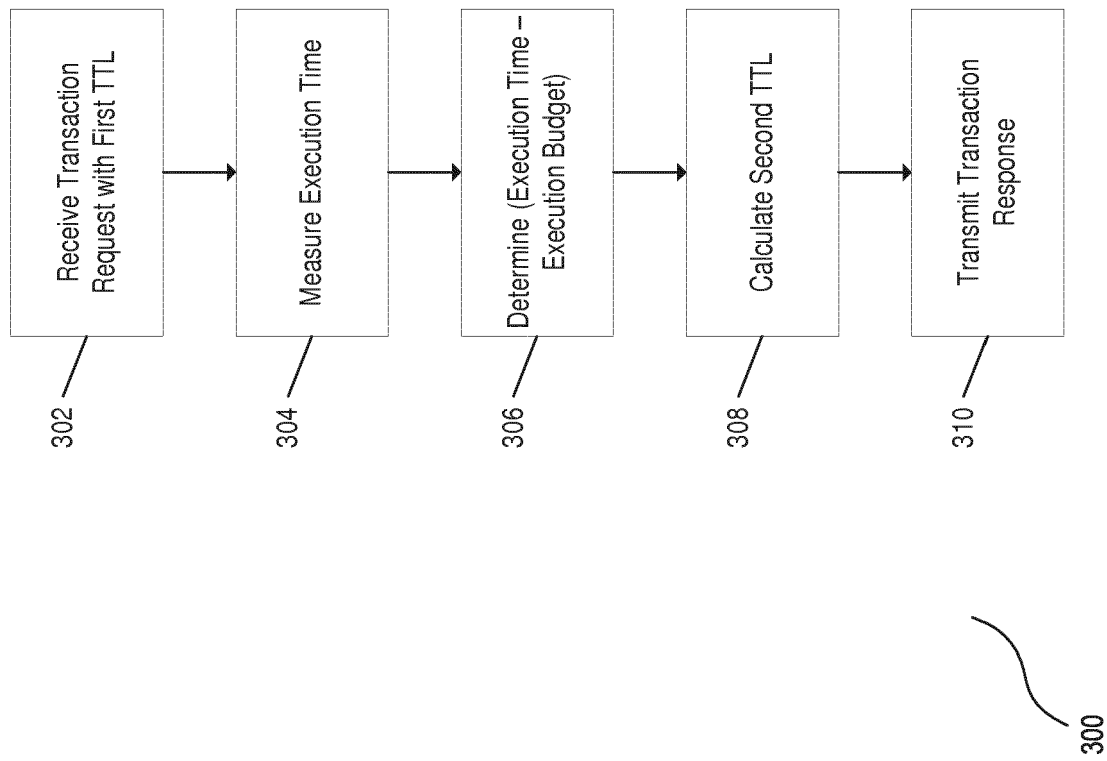 Receive Transaction
Request with First TTL
302
Measure Execution Time
304
Determine (Execution Time –
Execution Budget)
306
Calculate Second TTL
308
Transmit Transaction
Response
310
300